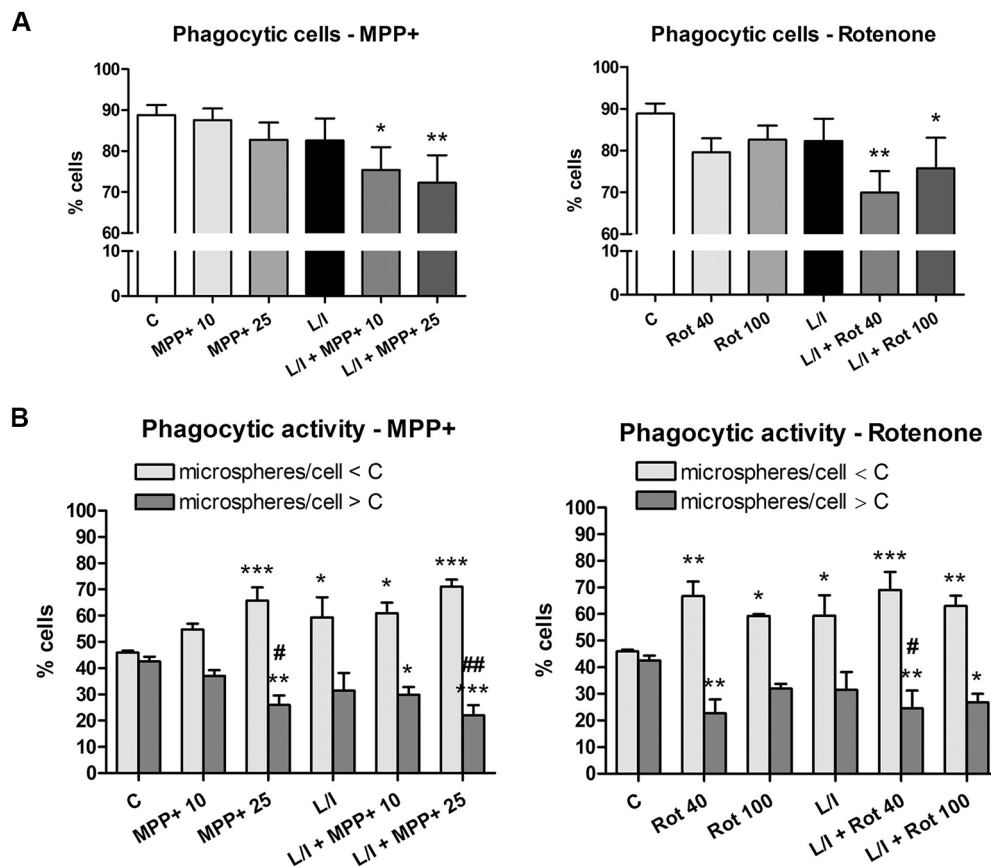 A
Phagocytic cells - MPP+
% cells
100
90
80
70
60
10
0
* **
C MPP+ 10 MPP+ 25 L/I L/I + MPP+ 10 L/I + MPP+ 25
Phagocytic cells - Rotenone
% cells
100
90
80
70
60
10
0
** *
C Rot 40 Rot 100 L/I L/I + Rot 40 L/I + Rot 100
B
Phagocytic activity - MPP+
microspheres/cell < C
microspheres/cell > C
% cells
100
90
80
70
60
50
40
30
20
10
0
*** * * ***
# ##
** * ***
C MPP+ 10 MPP+ 25 L/I L/I + MPP+ 10 L/I + MPP+ 25
Phagocytic activity - Rotenone
microspheres/cell < C
microspheres/cell > C
% cells
100
90
80
70
60
50
40
30
20
10
0
** * * *** **
#
** ** *
C Rot 40 Rot 100 L/I L/I + Rot 40 L/I + Rot 100